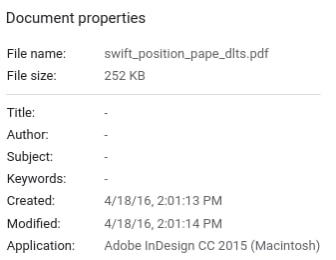 Document properties
File name: swift_position_pape_dlts.pdf
File size: 252 KB
Title: -
Author: -
Subject: -
Keywords: -
Created: 4/18/16, 2:01:13 PM
Modified: 4/18/16, 2:01:14 PM
Application: Adobe InDesign CC 2015 (Macintosh)